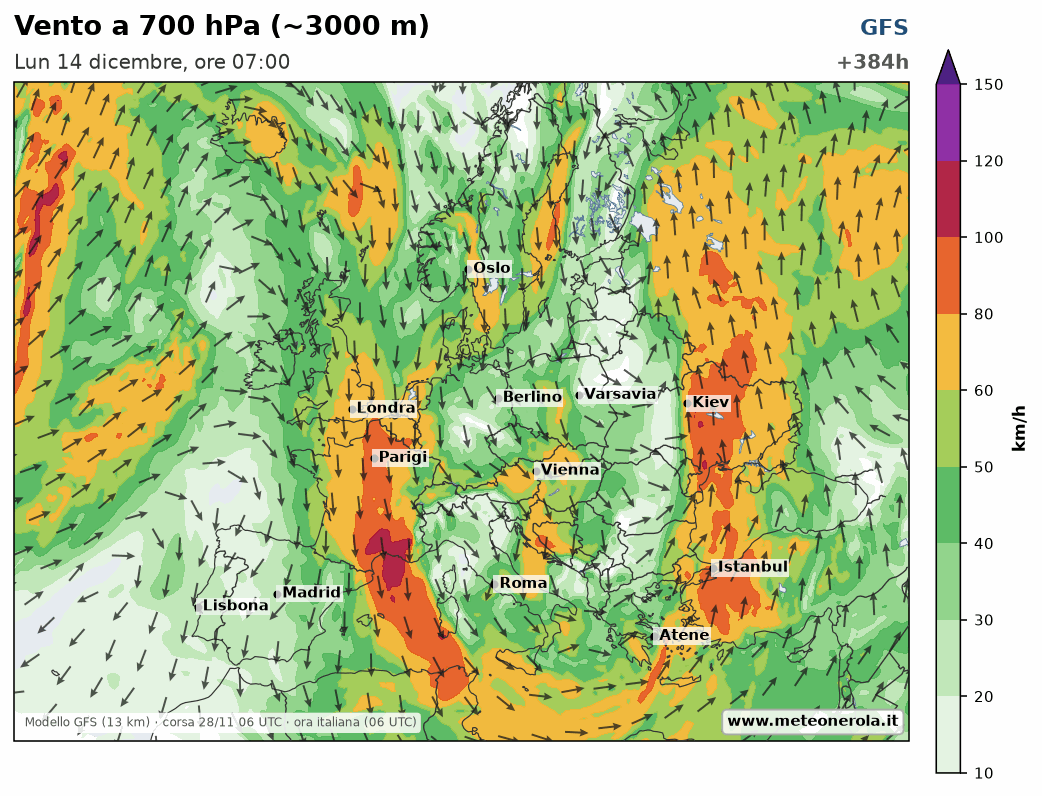 Vento a 700 hPa (~3000 m)
GFS
Lun 14 dicembre, ore 07:00
+384h
150
120
100
80
60
50
40
30
20
10
km/h
Oslo
Berlino
Varsavia
Londra
Kiev
Parigi
Vienna
Istanbul
Roma
Madrid
Lisbona
Atene
Modello GFS (13 km) · corsa 28/11 06 UTC · ora italiana (06 UTC)
www.meteonerola.it